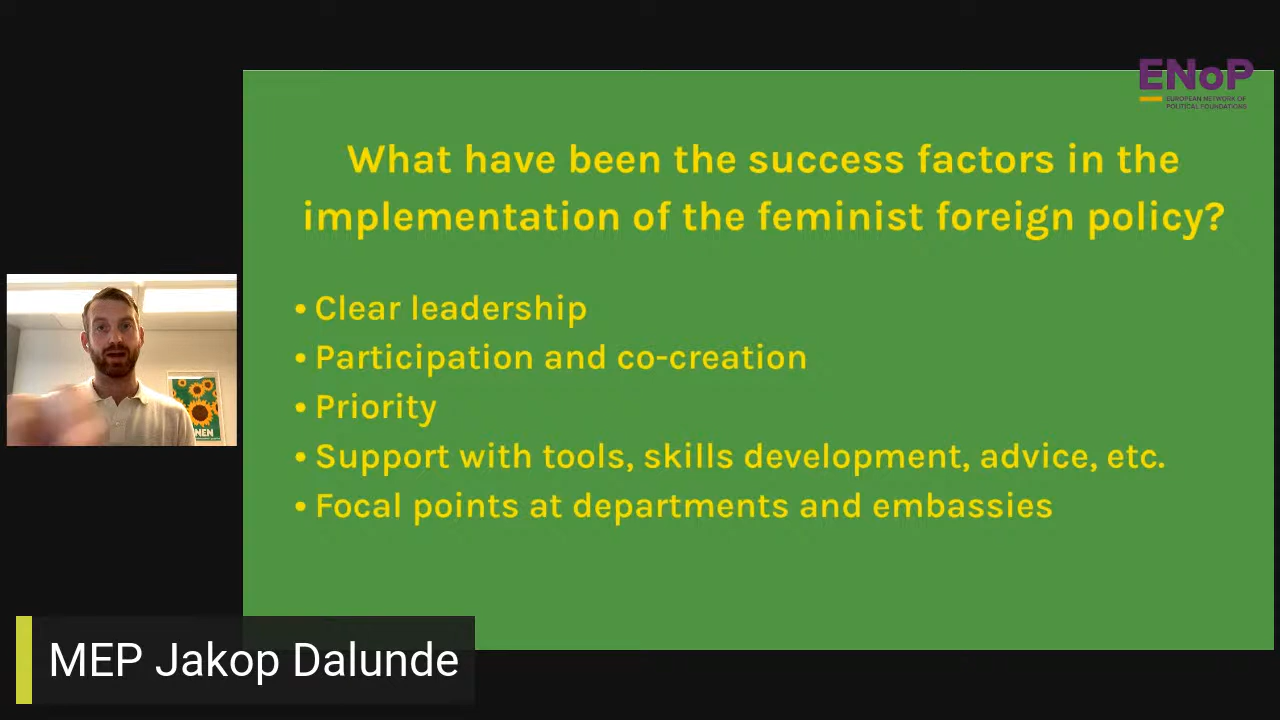 ENoP
EUROPEAN NETWORK OF
POLITICAL FOUNDATIONS
What have been the success factors in the
implementation of the feminist foreign policy?
• Clear leadership
• Participation and co-creation
• Priority
• Support with tools, skills development, advice, etc.
• Focal points at departments and embassies
NEN
MEP Jakop Dalunde